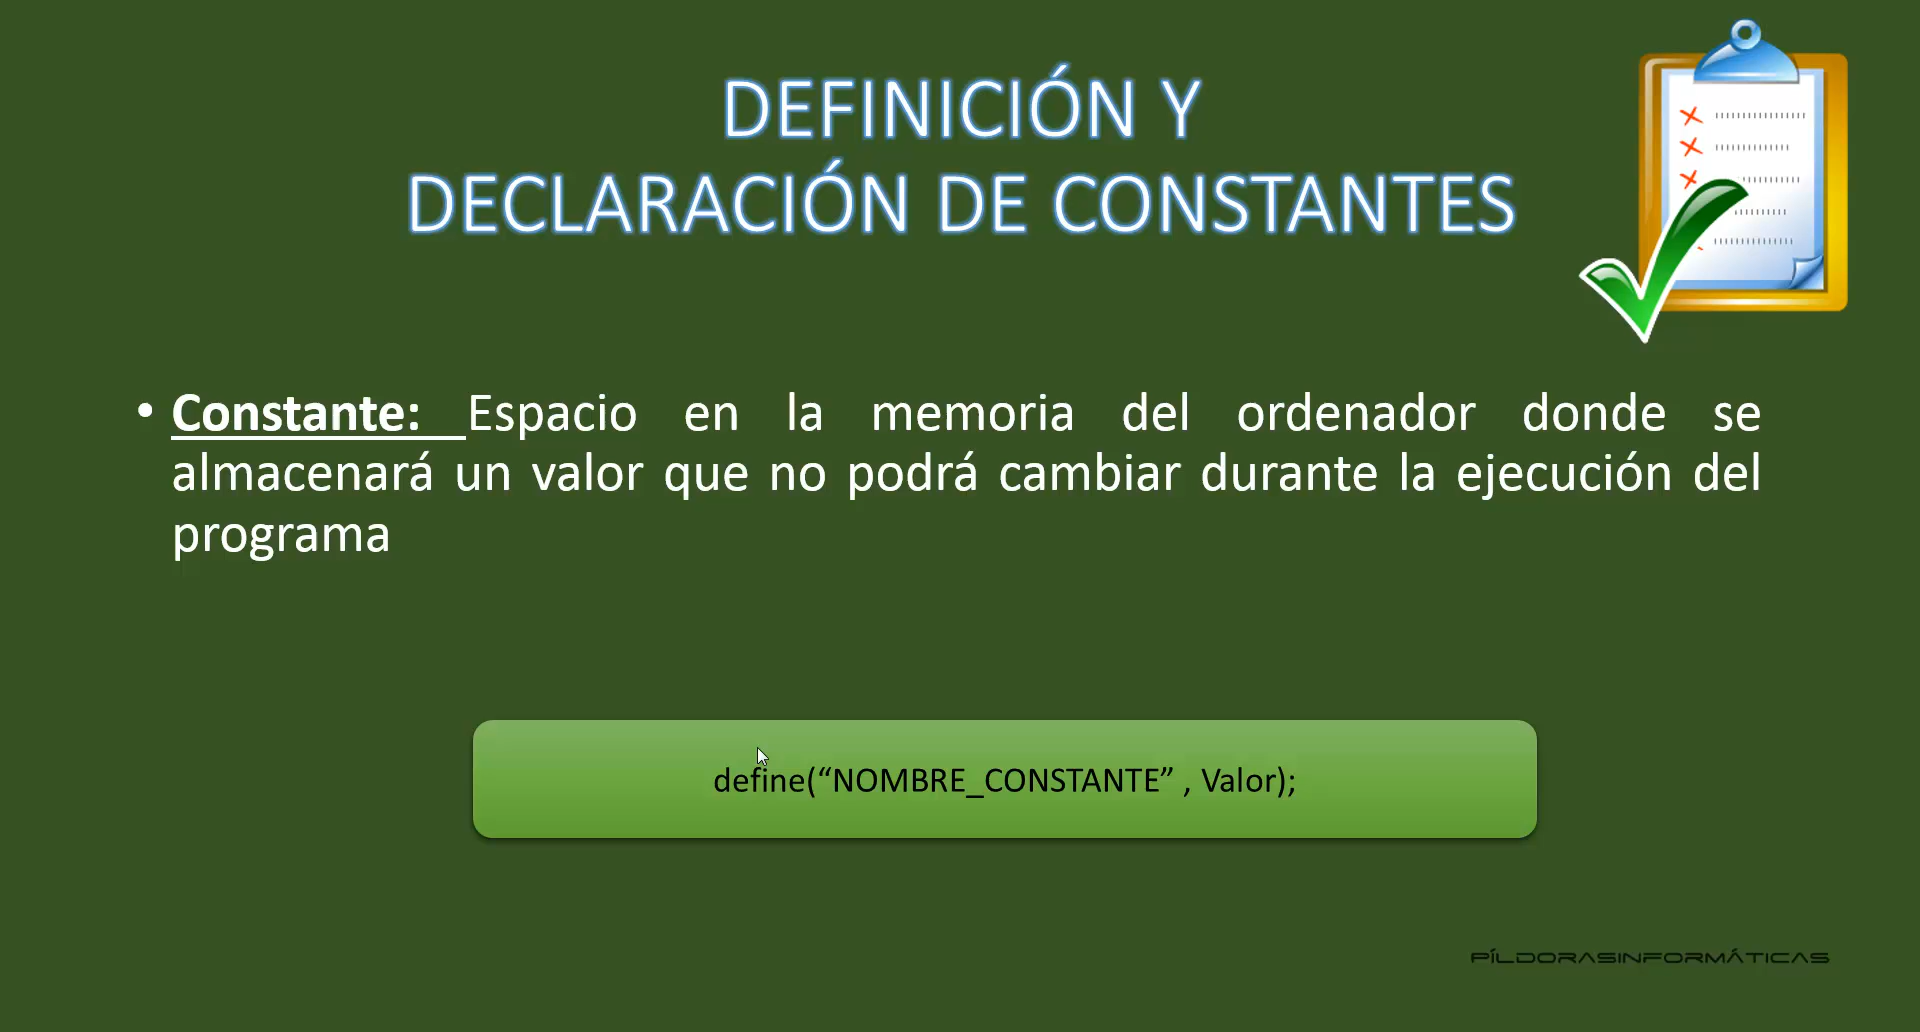 DEFINICIÓN Y
DECLARACIÓN DE CONSTANTES
• Constante: Espacio en la memoria del ordenador donde se
almacenará un valor que no podrá cambiar durante la ejecución del
programa
define(“NOMBRE_CONSTANTE” , Valor);
PÍLDORASINFORMÁTICAS